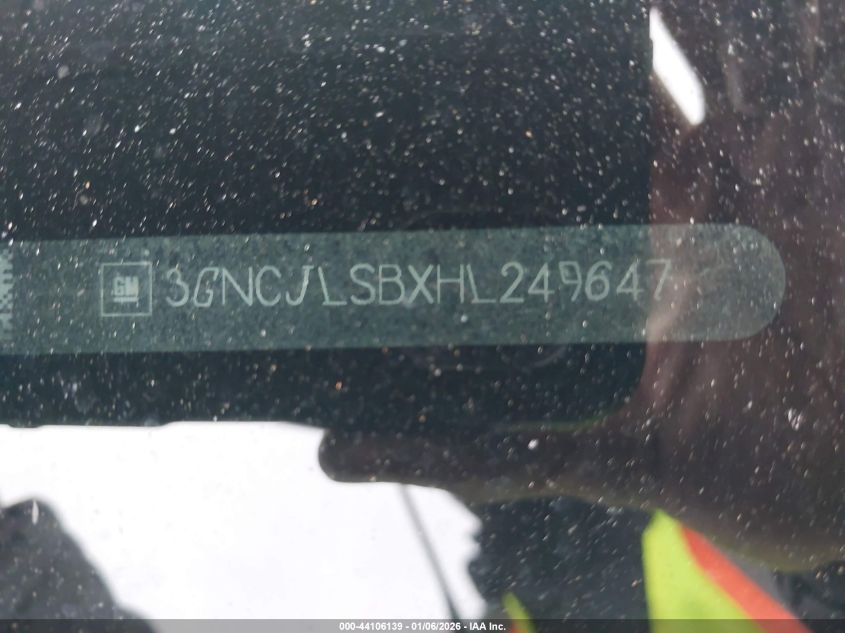 GM 3GNCJLSBXHL249647
000-44106139 - 01/06/2026 - IAA Inc.